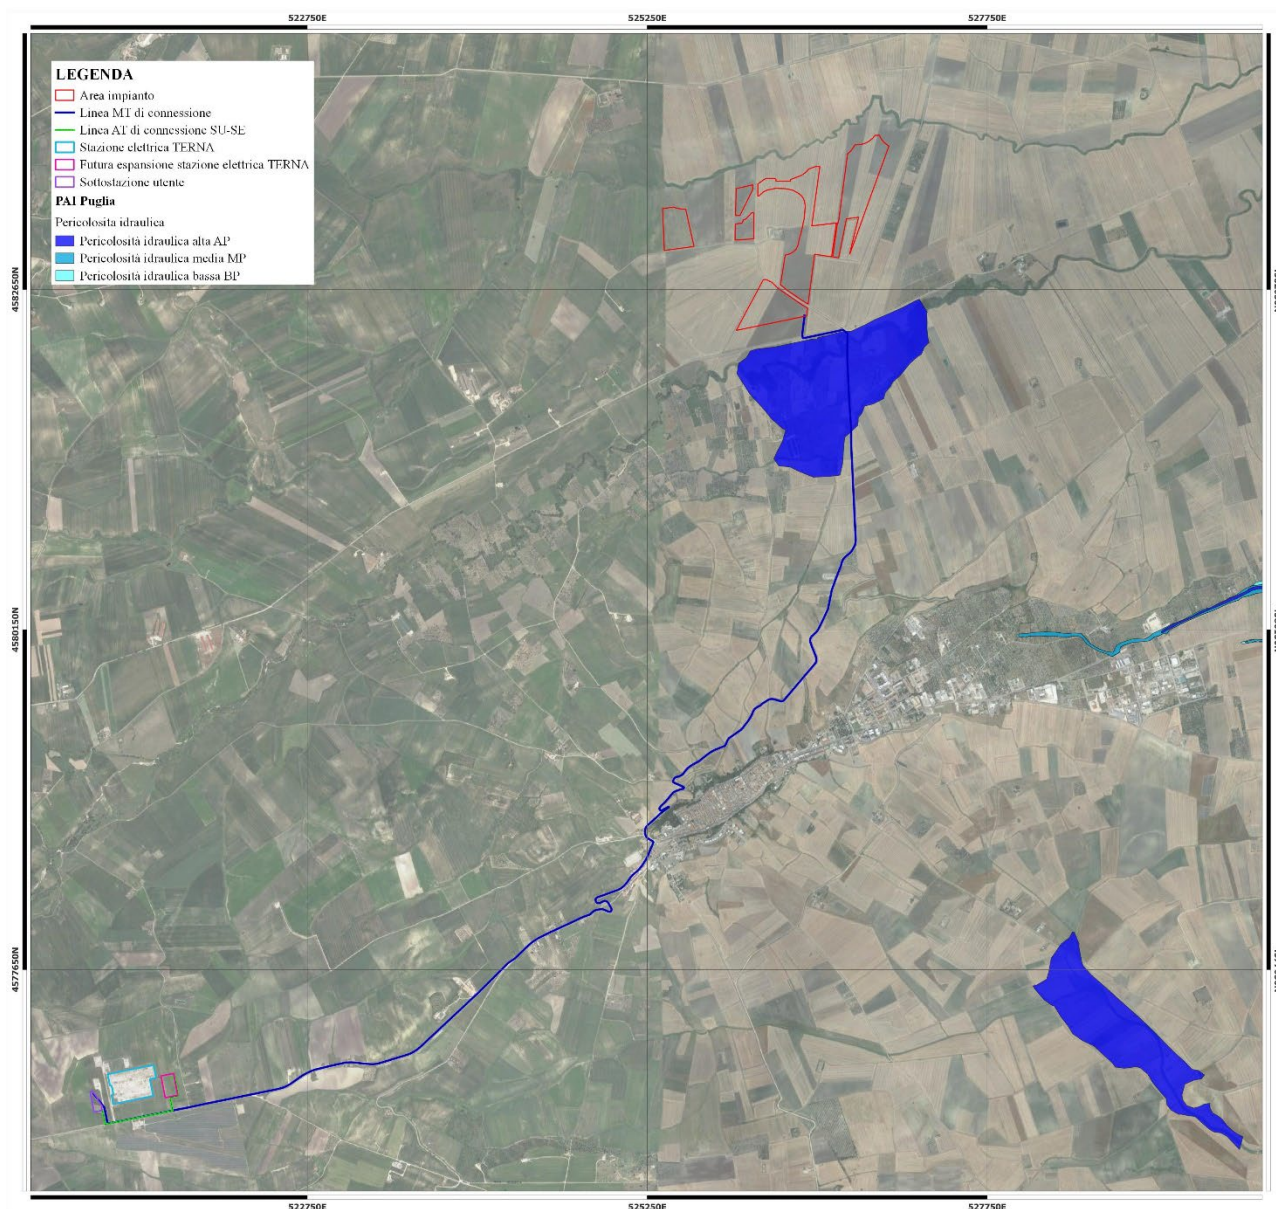 522750E 525250E 527750E
LEGENDA
Area impianto
Linea MT di connessione
Linea AT di connessione SU-SE
Stazione elettrica TERNA
Futura espansione stazione elettrica TERNA
Sottostazione utente
PAI Puglia
Pericolosita idraulica
Pericolosità idraulica alta AP
Pericolosità idraulica media MP
Pericolosità idraulica bassa BP
4582650N
4580150N
4577650N
522750E 525250E 527750E